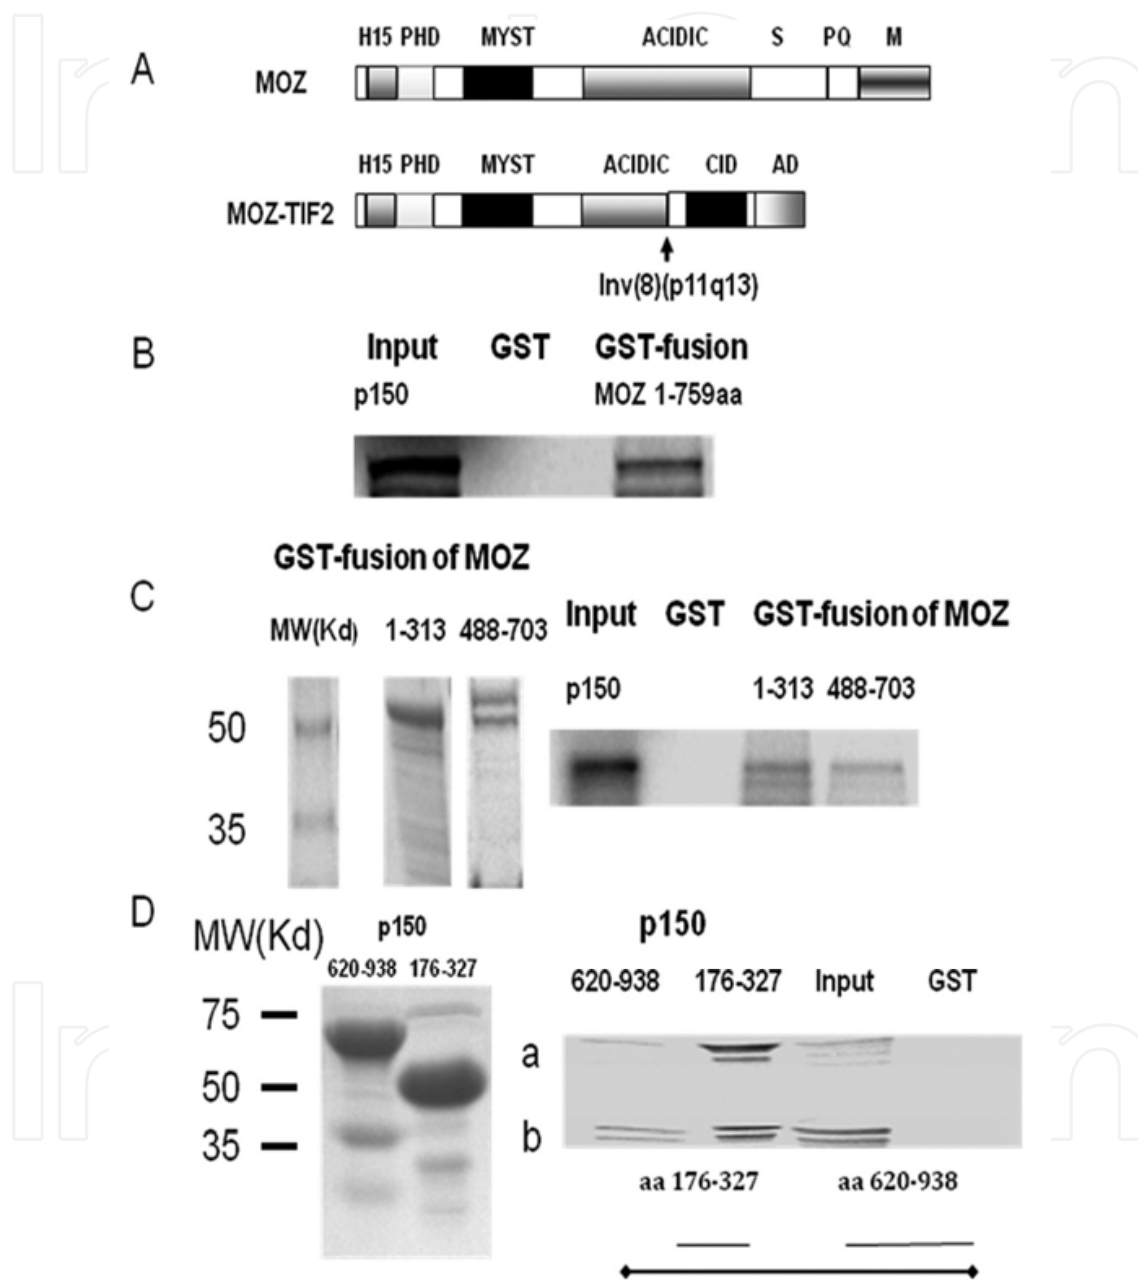 A
H15 PHD MYST ACIDIC S PQ M
MOZ
H15 PHD MYST ACIDIC CID AD
MOZ-TIF2
Inv(8)(p11q13)
B
Input GST GST-fusion
p150 MOZ 1-759aa
C
GST-fusion of MOZ
MW(Kd) 1-313 488-703
50
35
Input GST GST-fusion of MOZ
p150 1-313 488-703
D
MW(Kd) p150
620-938 176-327
75
50
35
p150
620-938 176-327 Input GST
a
b
aa 176-327 aa 620-938